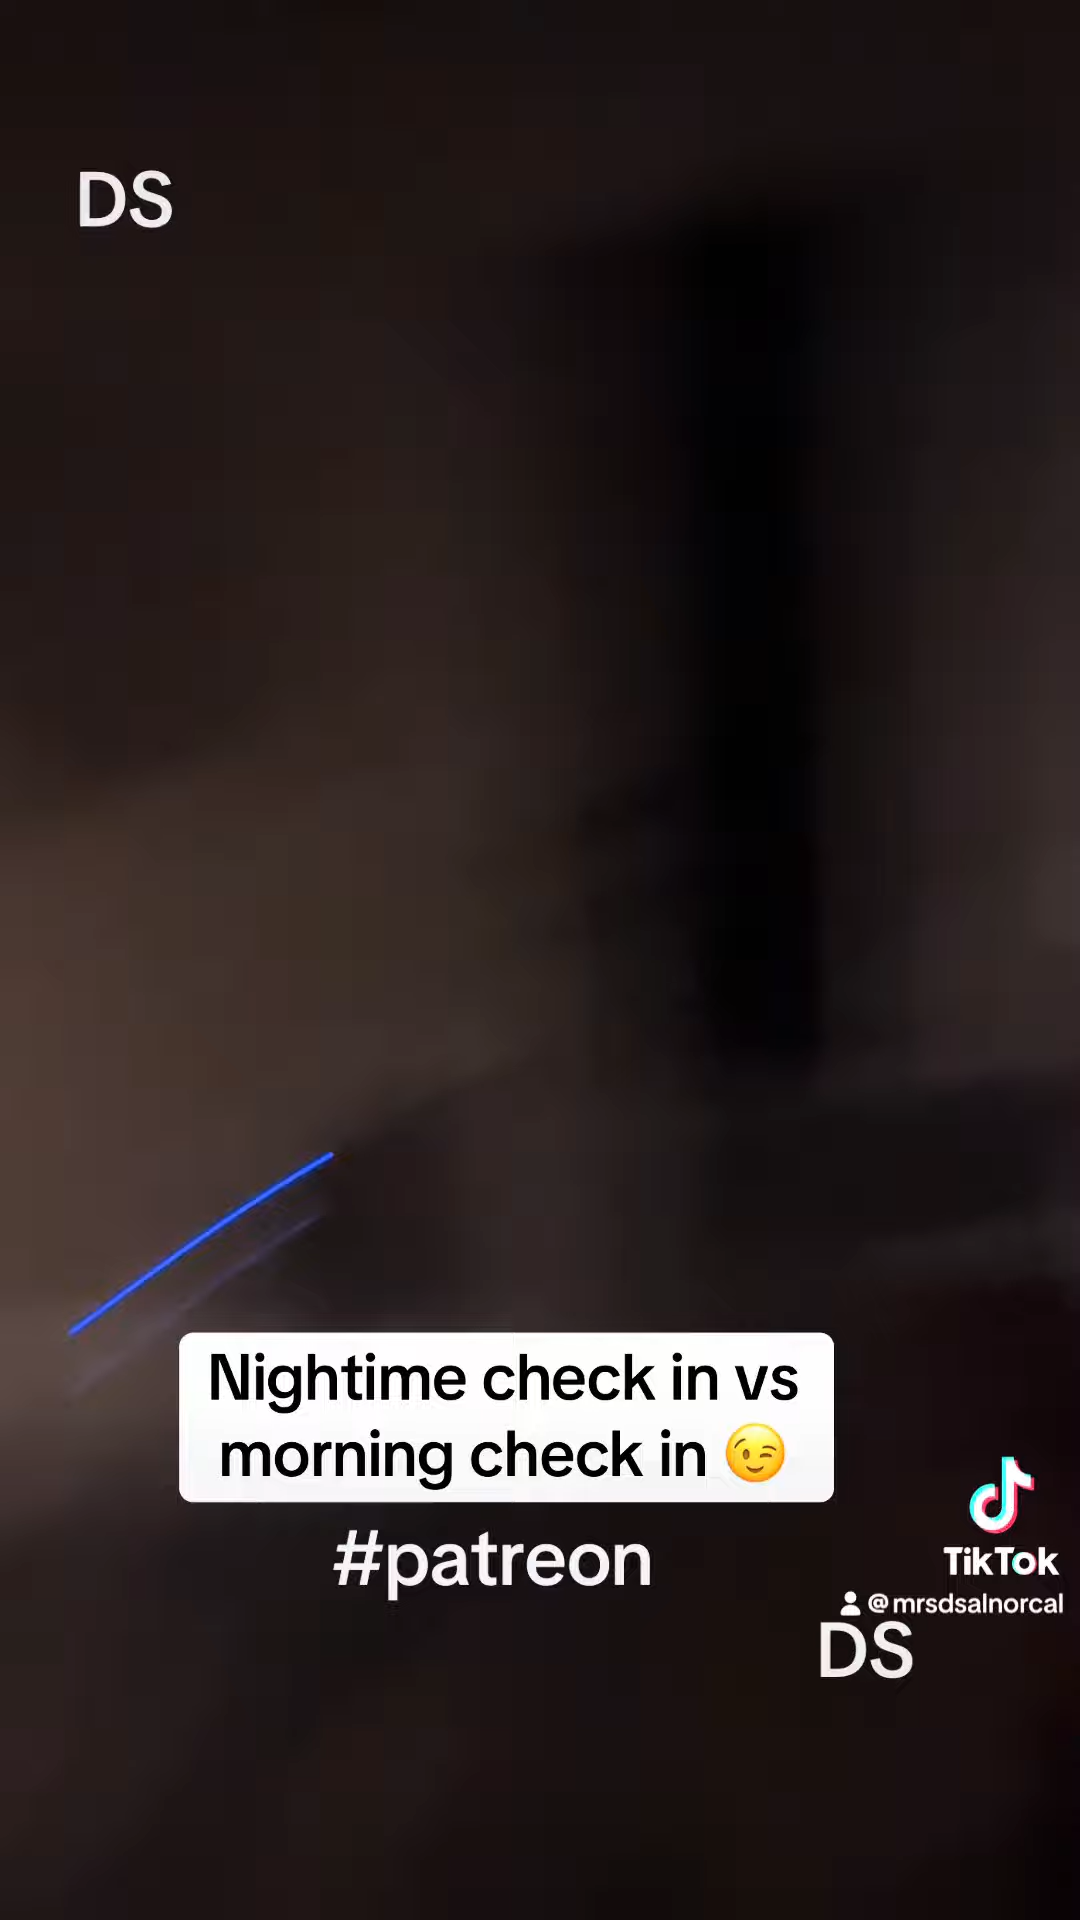 DS
Nightime check in vs
morning check in 😉
#patreon
TikTok
@mrsdsalnorcal
DS